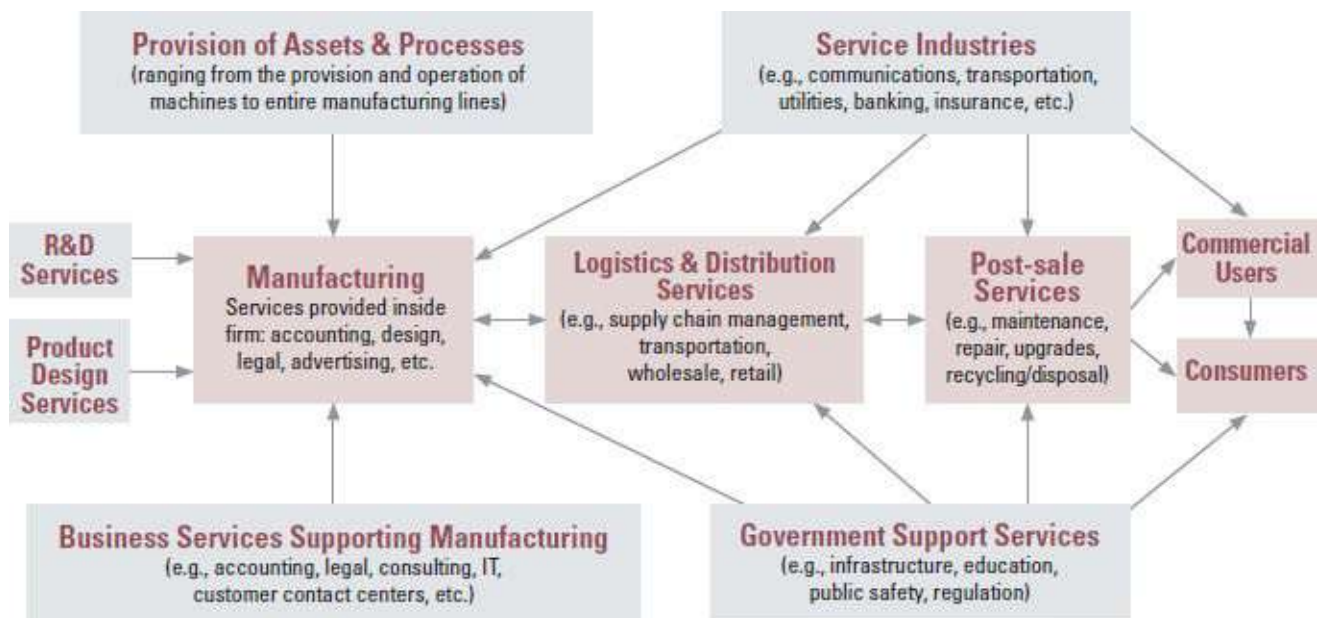 Provision of Assets & Processes
(ranging from the provision and operation of
machines to entire manufacturing lines)
Service Industries
(e.g., communications, transportation,
utilities, banking, insurance, etc.)
R&D
Services
Product
Design
Services
Manufacturing
Services provided inside
firm: accounting, design,
legal, advertising, etc.
Logistics & Distribution
Services
(e.g., supply chain management,
transportation,
wholesale, retail)
Post-sale
Services
(e.g., maintenance,
repair, upgrades,
recycling/disposal)
Commercial
Users
Consumers
Business Services Supporting Manufacturing
(e.g., accounting, legal, consulting, IT,
customer contact centers, etc.)
Government Support Services
(e.g., infrastructure, education,
public safety, regulation)